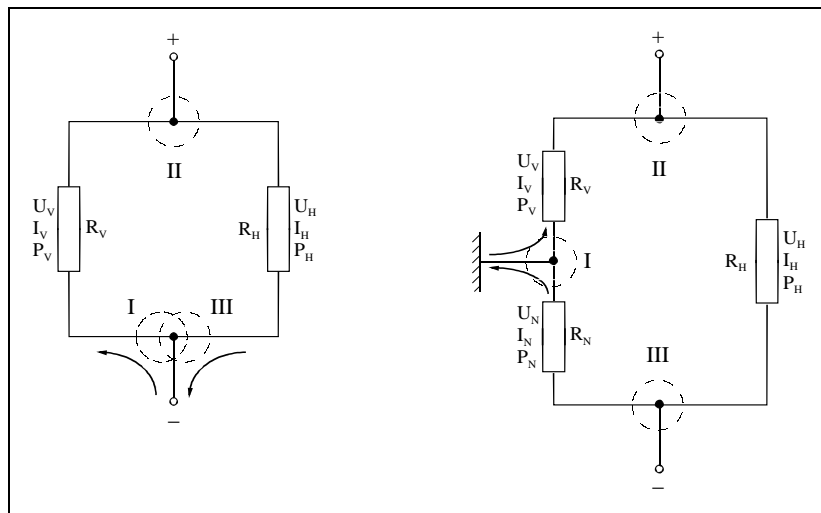 +
II
U_V
I_V
P_V
R_V
R_H
U_H
I_H
P_H
I
III
−
+
II
U_V
I_V
P_V
R_V
I
R_H
U_H
I_H
P_H
U_N
I_N
P_N
R_N
III
−